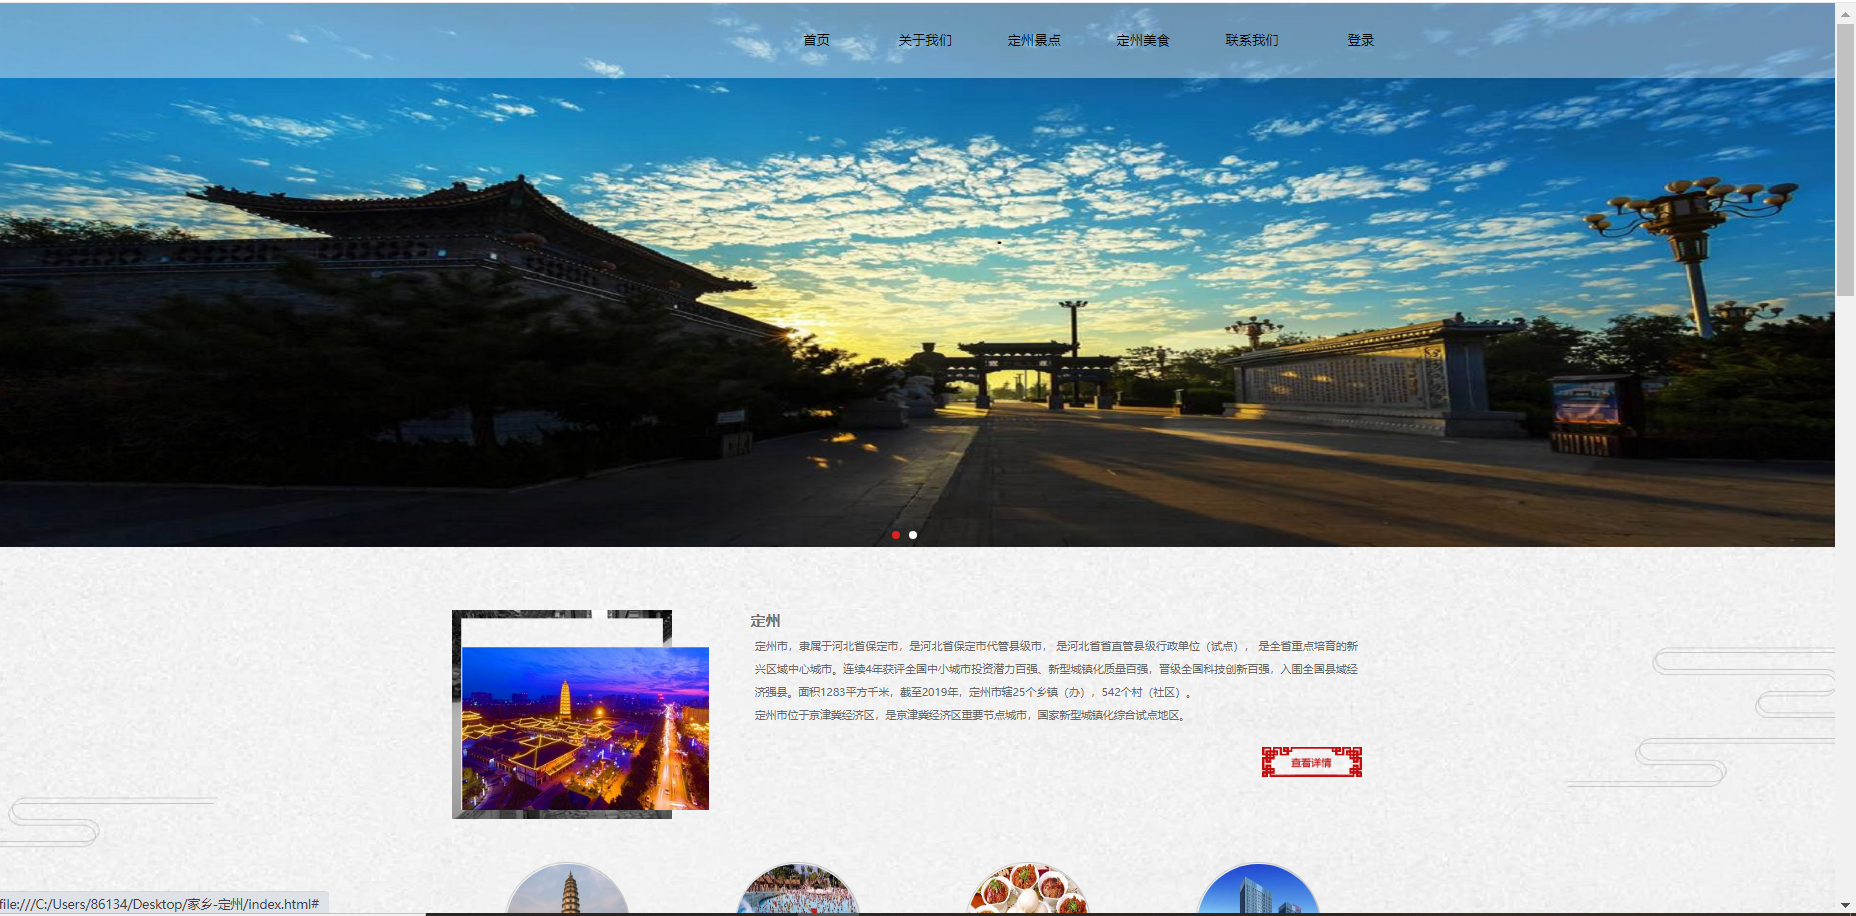 首页 关于我们 定州景点 定州美食 联系我们 登录
定州
定州市，隶属于河北省保定市，是河北省保定市代管县级市， 是河北省省直管县级行政单位（试点）， 是全省重点培育的新
兴区域中心城市。连续4年获评全国中小城市投资潜力百强、新型城镇化质量百强，晋级全国科技创新百强，入围全国县域经
济强县。面积1283平方千米，截至2019年，定州市辖25个乡镇（办），542个村（社区）。
定州市位于京津冀经济区，是京津冀经济区重要节点城市，国家新型城镇化综合试点地区。
查看详情
file:///C:/Users/86134/Desktop/家乡-定州/index.html#